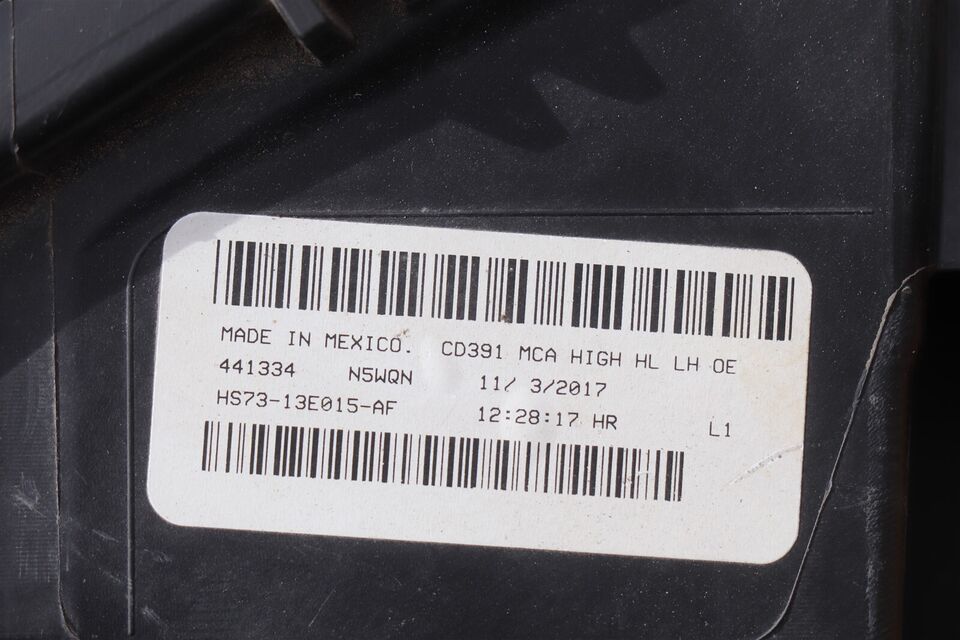 MADE IN MEXICO. CD391 MCA HIGH HL LH OE
441334 N5WQN 11/ 3/2017
HS73-13E015-AF 12:28:17 HR L1